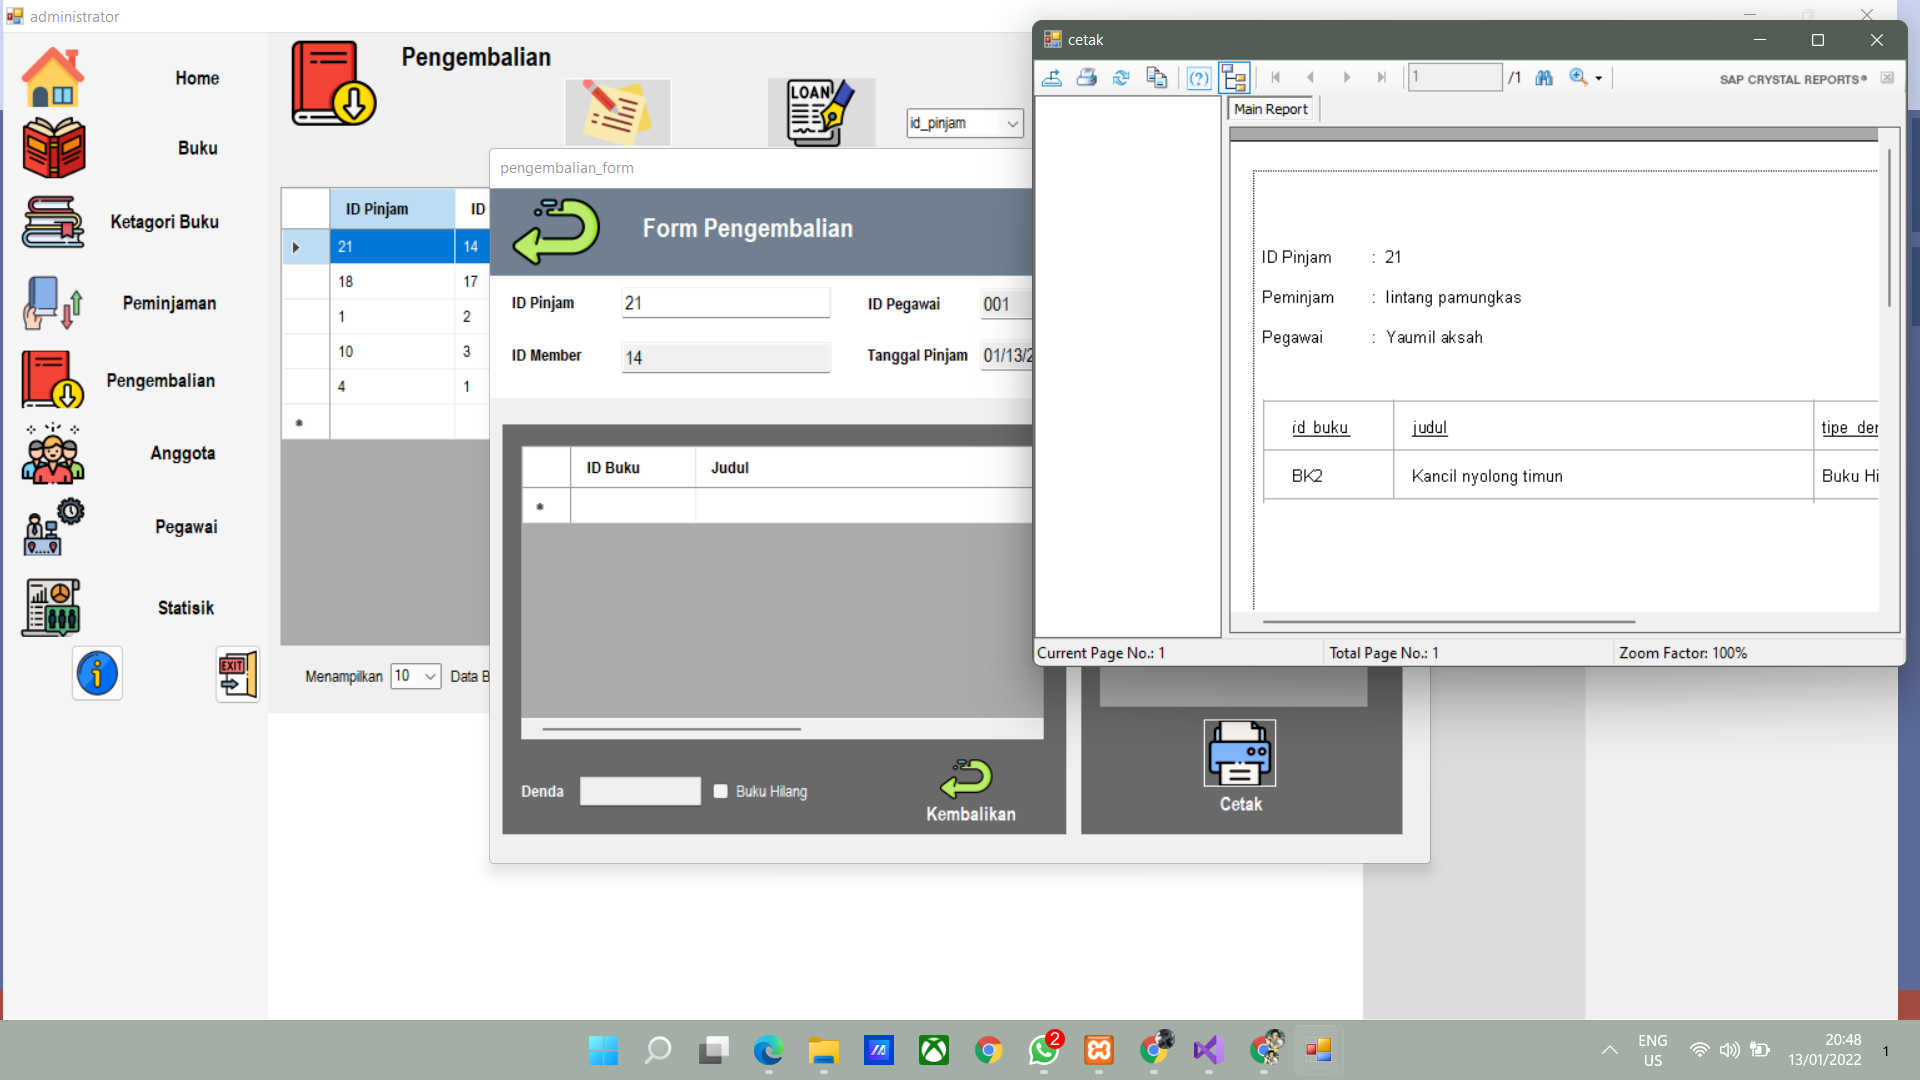 administrator
Home
Buku
Ketagori Buku
Peminjaman
Pengembalian
Anggota
Pegawai
Statisik
EXIT
Pengembalian
LOAN
id_pinjam
ID Pinjam ID
21 14
18 17
1 2
10 3
4 1
Menampilkan 10 Data B
pengembalian_form
Form Pengembalian
ID Pinjam 21 ID Pegawai 001
ID Member 14 Tanggal Pinjam 01/13/2
ID Buku Judul
Denda Buku Hilang
Kembalikan
Cetak
cetak
1 /1 SAP CRYSTAL REPORTS®
Main Report
ID Pinjam : 21
Peminjam : lintang pamungkas
Pegawai : Yaumil aksah
id_buku judul tipe_der
BK2 Kancil nyolong timun Buku Hi
Current Page No.: 1 Total Page No.: 1 Zoom Factor: 100%
2
ENG
US
20:48
13/01/2022
1